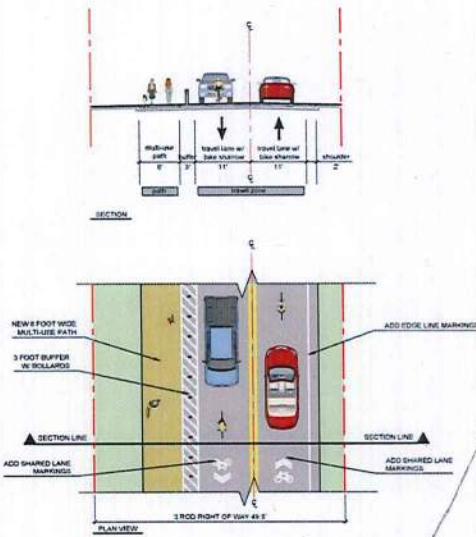 ℄
multi-use
path
8'
buffer
3'
travel lane w/
bike sharrow
11'
travel lane w/
bike sharrow
11'
shoulder
2'
℄
path
travel zone
SECTION
℄
NEW 8 FOOT WIDE
MULTI-USE PATH
3 FOOT BUFFER
W/ BOLLARDS
ADD EDGE LINE MARKINGS
SECTION LINE
SECTION LINE
ADD SHARED LANE
MARKINGS
ADD SHARED LANE
MARKINGS
3 ROD RIGHT OF WAY 49.5'
PLAN VIEW